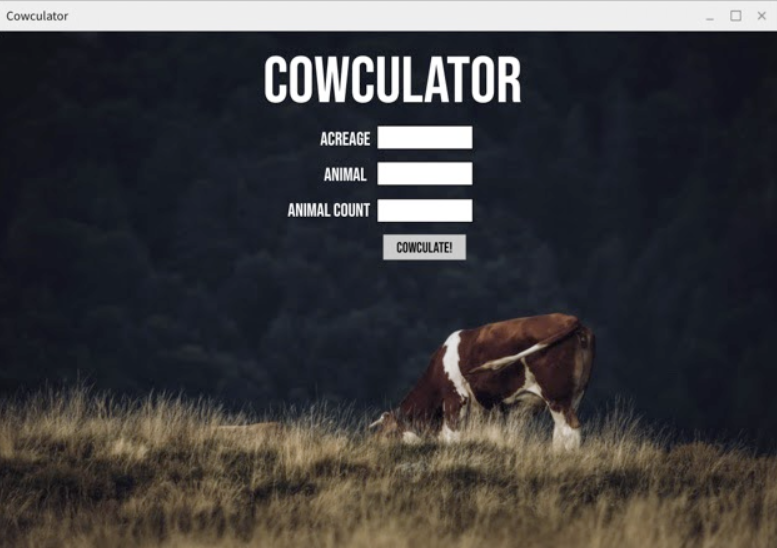 Cowculator
COWCULATOR
ACREAGE
ANIMAL
ANIMAL COUNT
COWCULATE!